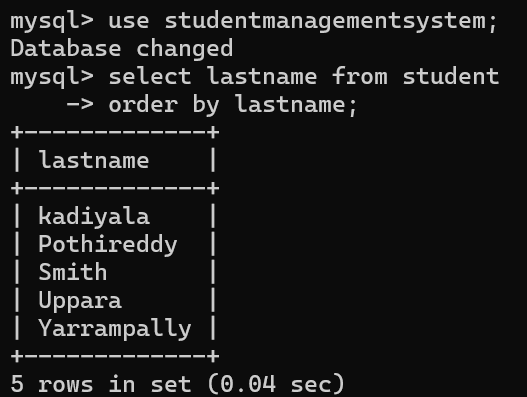 mysql> use studentmanagementsystem;
Database changed
mysql> select lastname from student
    -> order by lastname;
+-------------+
| lastname    |
+-------------+
| kadiyala    |
| Pothireddy  |
| Smith       |
| Uppara      |
| Yarrampally |
+-------------+
5 rows in set (0.04 sec)